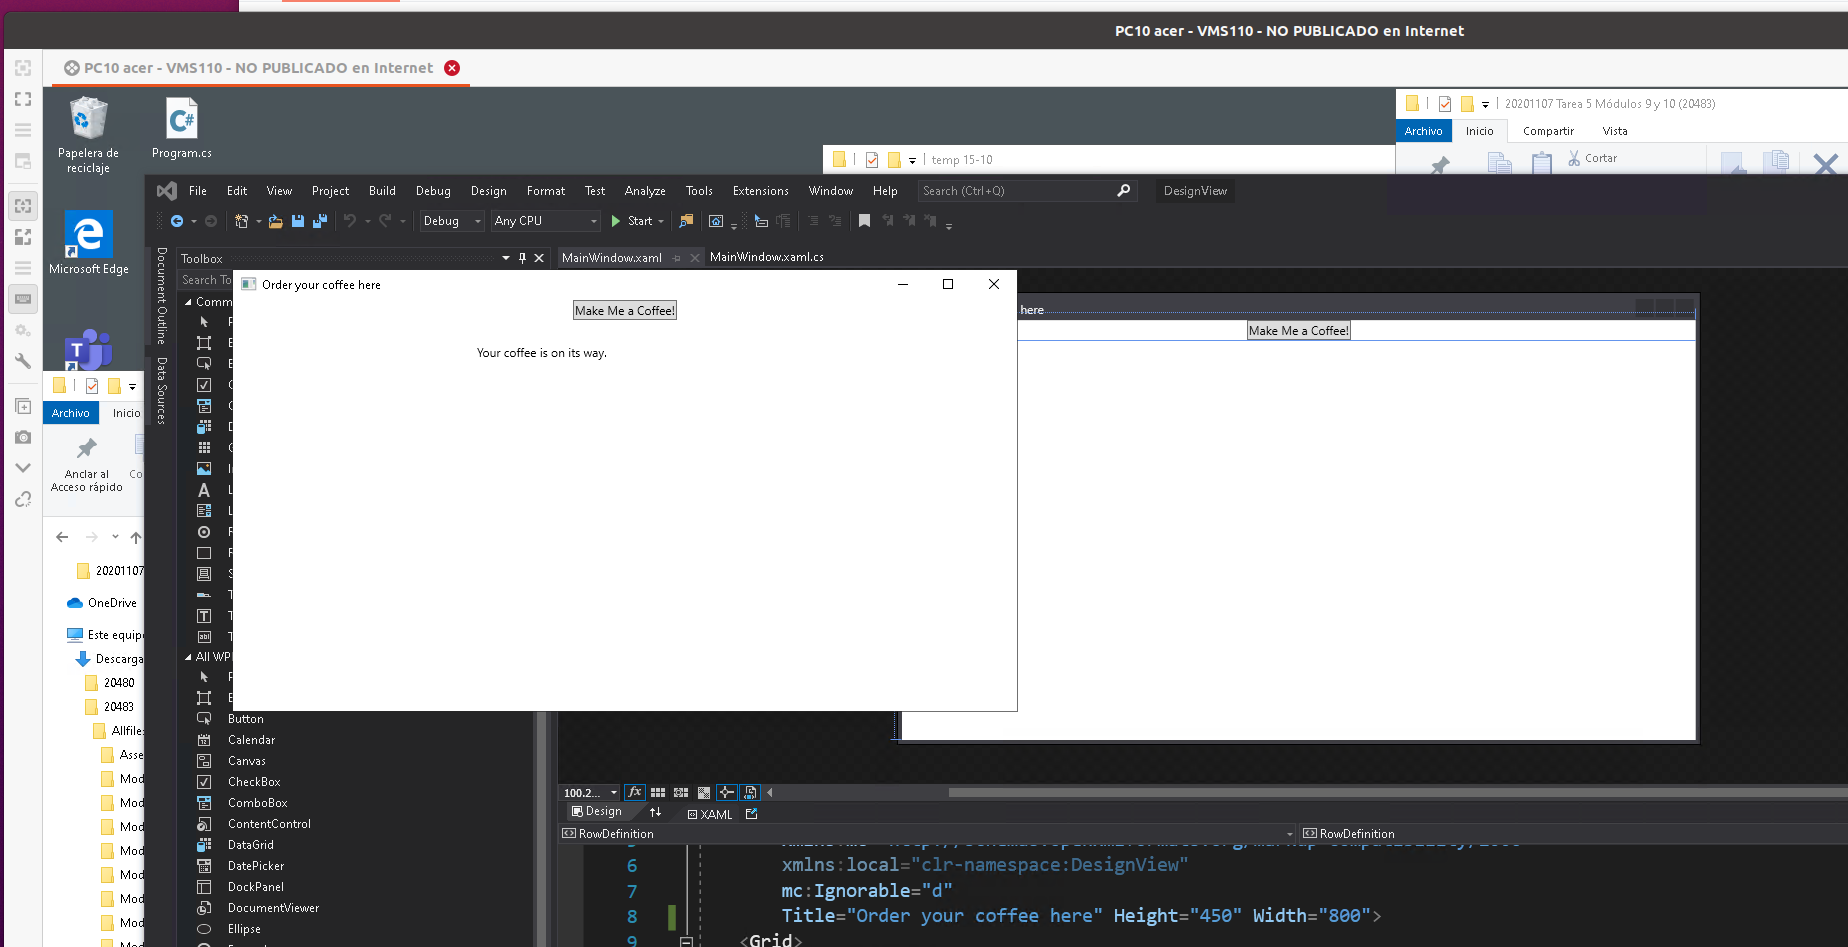 PC10 acer - VMS110 - NO PUBLICADO en Internet
PC10 acer - VMS110 - NO PUBLICADO en Internet
Papelera de
reciclaje
Program.cs
Microsoft Edge
20201107 Tarea 5 Módulos 9 y 10 (20483)
Archivo Inicio Compartir Vista
Cortar
temp 15-10
File Edit View Project Build Debug Design Format Test Analyze Tools Extensions Window Help Search (Ctrl+Q) DesignView
Debug Any CPU Start
Document Outline
Data Sources
Toolbox
Search To
MainWindow.xaml MainWindow.xaml.cs
Comm
Order your coffee here
Make Me a Coffee!
Your coffee is on its way.
here
Make Me a Coffee!
Archivo Inicio
Anclar al
Acceso rápido
Co
20201107
OneDrive
Este equipo
Descarga
20480
20483
Allfiles
Asse
Mod
Mod
Mod
Mod
Mod
Mod
Mod
Mod
All WP
Button
Calendar
Canvas
CheckBox
ComboBox
ContentControl
DataGrid
DatePicker
DockPanel
DocumentViewer
Ellipse
100.2...
Design XAML
RowDefinition RowDefinition
6 xmlns:local="clr-namespace:DesignView"
7 mc:Ignorable="d"
8 Title="Order your coffee here" Height="450" Width="800">
9 <Grid>